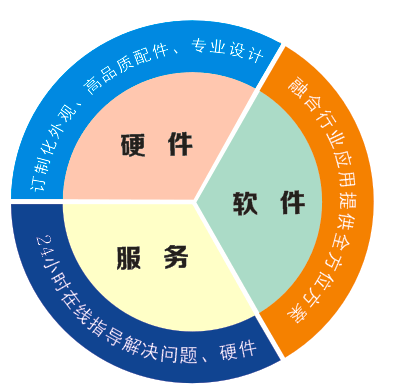 订制化外观、高品质配件、专业设计
硬件
融合行业应用提供全方位方案
软件
服务
24小时在线指导解决问题、硬件